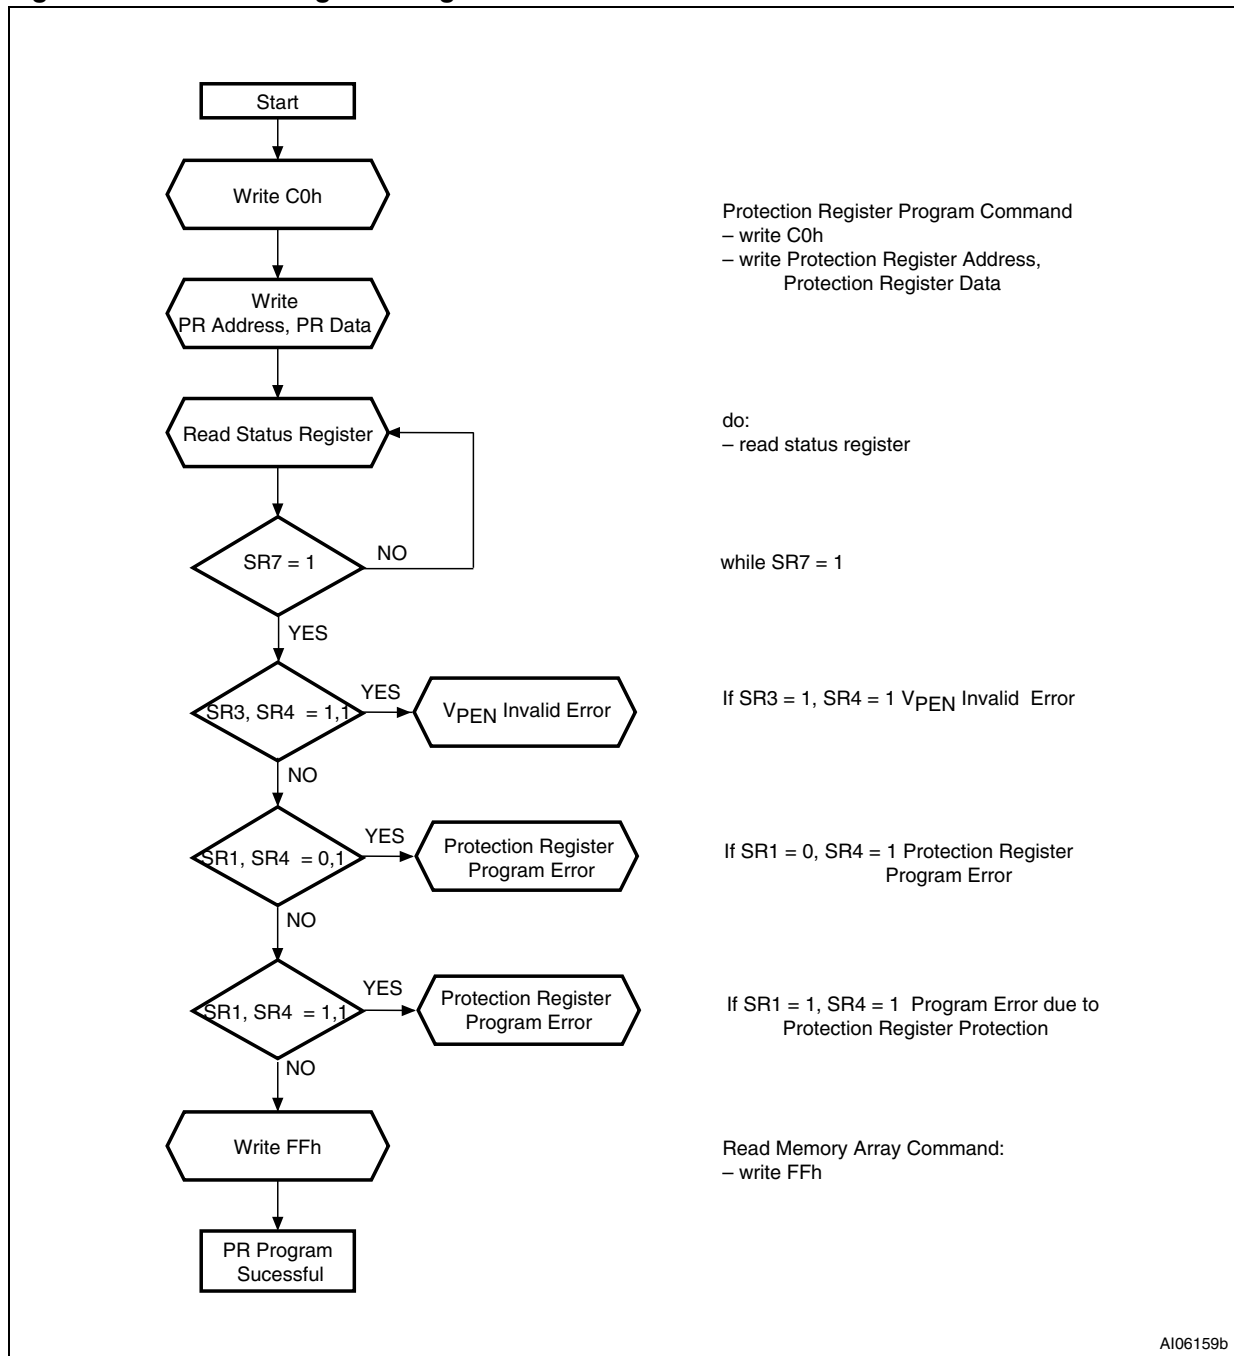 Start
Write C0h
Write
PR Address, PR Data
Protection Register Program Command
– write C0h
– write Protection Register Address,
Protection Register Data
Read Status Register
do:
– read status register
SR7 = 1
NO
while SR7 = 1
YES
SR3, SR4 = 1,1
YES
VPEN Invalid Error
If SR3 = 1, SR4 = 1 VPEN Invalid Error
NO
SR1, SR4 = 0,1
YES
Protection Register
Program Error
If SR1 = 0, SR4 = 1 Protection Register
Program Error
NO
SR1, SR4 = 1,1
YES
Protection Register
Program Error
If SR1 = 1, SR4 = 1 Program Error due to
Protection Register Protection
NO
Write FFh
Read Memory Array Command:
– write FFh
PR Program
Sucessful
AI06159b